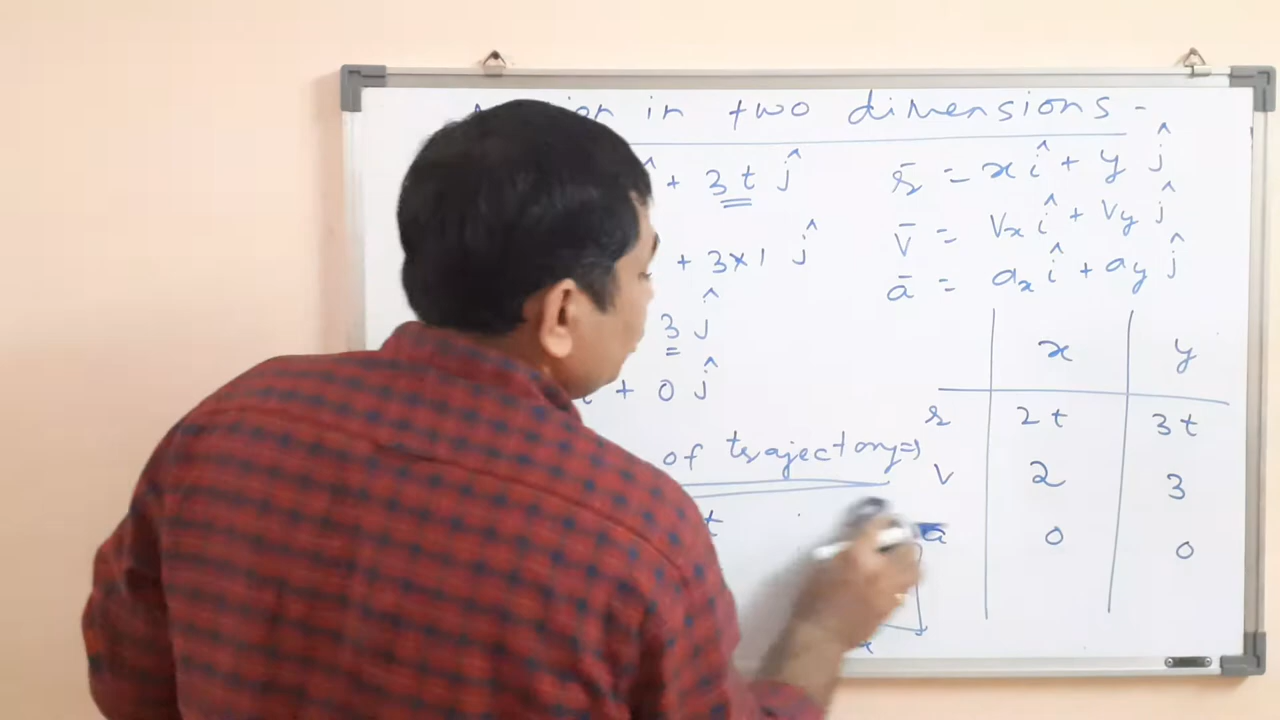 in two dimensions -
+ 3t ĵ
r̄ = x î + y ĵ
+ 3×1 ĵ
v̄ = Vx î + Vy ĵ
3 ĵ
ā = ax î + ay ĵ
+ 0 ĵ
x y
r 2t 3t
of trajectory ⇒
v 2 3
t
ā 0 0
x